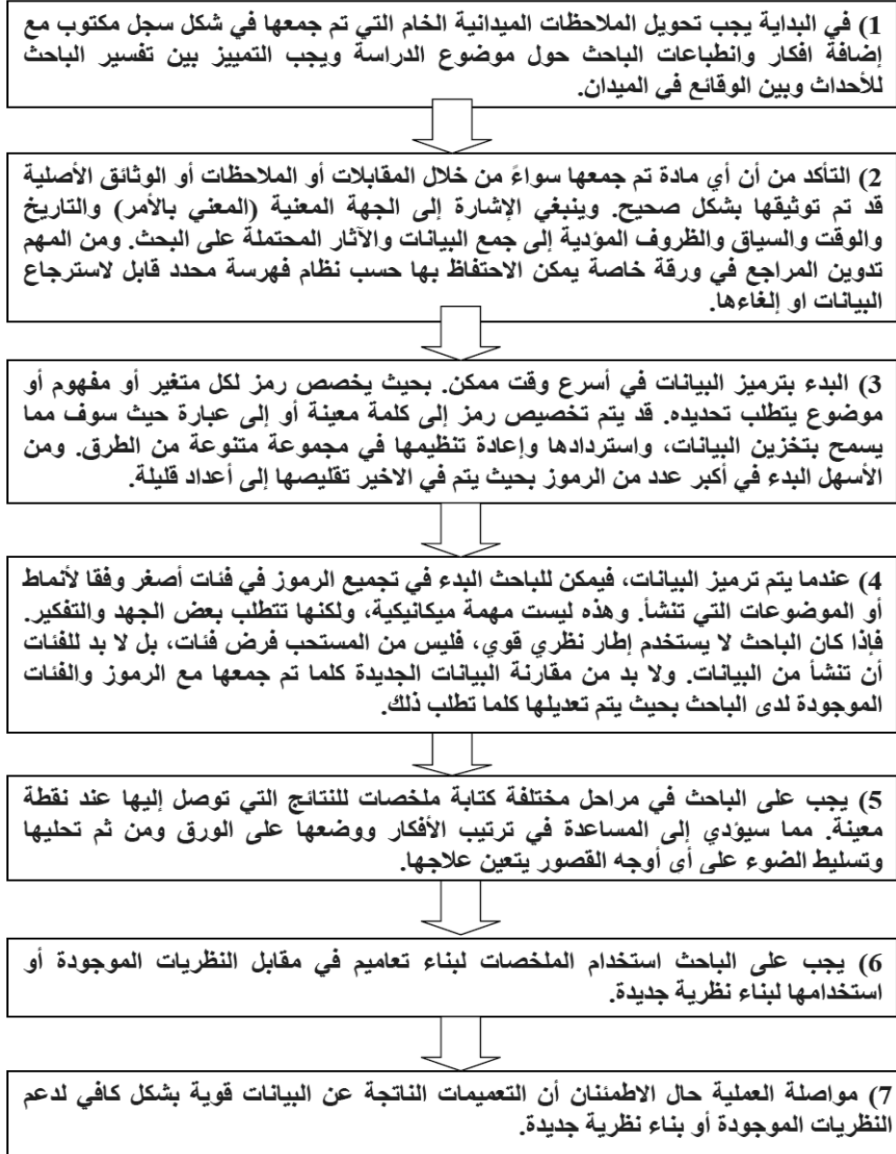 1) في البداية يجب تحويل الملاحظات الميدانية الخام التي تم جمعها في شكل سجل مكتوب مع
إضافة افكار وانطباعات الباحث حول موضوع الدراسة ويجب التمييز بين تفسير الباحث
للأحداث وبين الوقائع في الميدان.
2) التأكد من أن أي مادة تم جمعها سواءً من خلال المقابلات أو الملاحظات أو الوثائق الأصلية
قد تم توثيقها بشكل صحيح. وينبغي الإشارة إلى الجهة المعنية (المعني بالأمر) والتاريخ
والوقت والسياق والظروف المؤدية إلى جمع البيانات والآثار المحتملة على البحث. ومن المهم
تدوين المراجع في ورقة خاصة يمكن الاحتفاظ بها حسب نظام فهرسة محدد قابل لاسترجاع
البيانات او إلغاءها.
3) البدء بترميز البيانات في أسرع وقت ممكن. بحيث يخصص رمز لكل متغير أو مفهوم أو
موضوع يتطلب تحديده. قد يتم تخصيص رمز إلى كلمة معينة أو إلى عبارة حيث سوف مما
يسمح بتخزين البيانات، واستردادها وإعادة تنظيمها في مجموعة متنوعة من الطرق. ومن
الأسهل البدء في أكبر عدد من الرموز بحيث يتم في الاخير تقليصها إلى أعداد قليلة.
4) عندما يتم ترميز البيانات، فيمكن للباحث البدء في تجميع الرموز في فئات أصغر وفقا لأنماط
أو الموضوعات التي تنشأ. وهذه ليست مهمة ميكانيكية، ولكنها تتطلب بعض الجهد والتفكير.
فإذا كان الباحث لا يستخدم إطار نظري قوي، فليس من المستحب فرض فئات، بل لا بد للفئات
أن تنشأ من البيانات. ولا بد من مقارنة البيانات الجديدة كلما تم جمعها مع الرموز والفئات
الموجودة لدى الباحث بحيث يتم تعديلها كلما تطلب ذلك.
5) يجب على الباحث في مراحل مختلفة كتابة ملخصات للنتائج التي توصل إليها عند نقطة
معينة. مما سيؤدي إلى المساعدة في ترتيب الأفكار ووضعها على الورق ومن ثم تحليها
وتسليط الضوء على أي أوجه القصور يتعين علاجها.
6) يجب على الباحث استخدام الملخصات لبناء تعاميم في مقابل النظريات الموجودة أو
استخدامها لبناء نظرية جديدة.
7) مواصلة العملية حال الاطمئنان أن التعميمات الناتجة عن البيانات قوية بشكل كافي لدعم
النظريات الموجودة أو بناء نظرية جديدة.